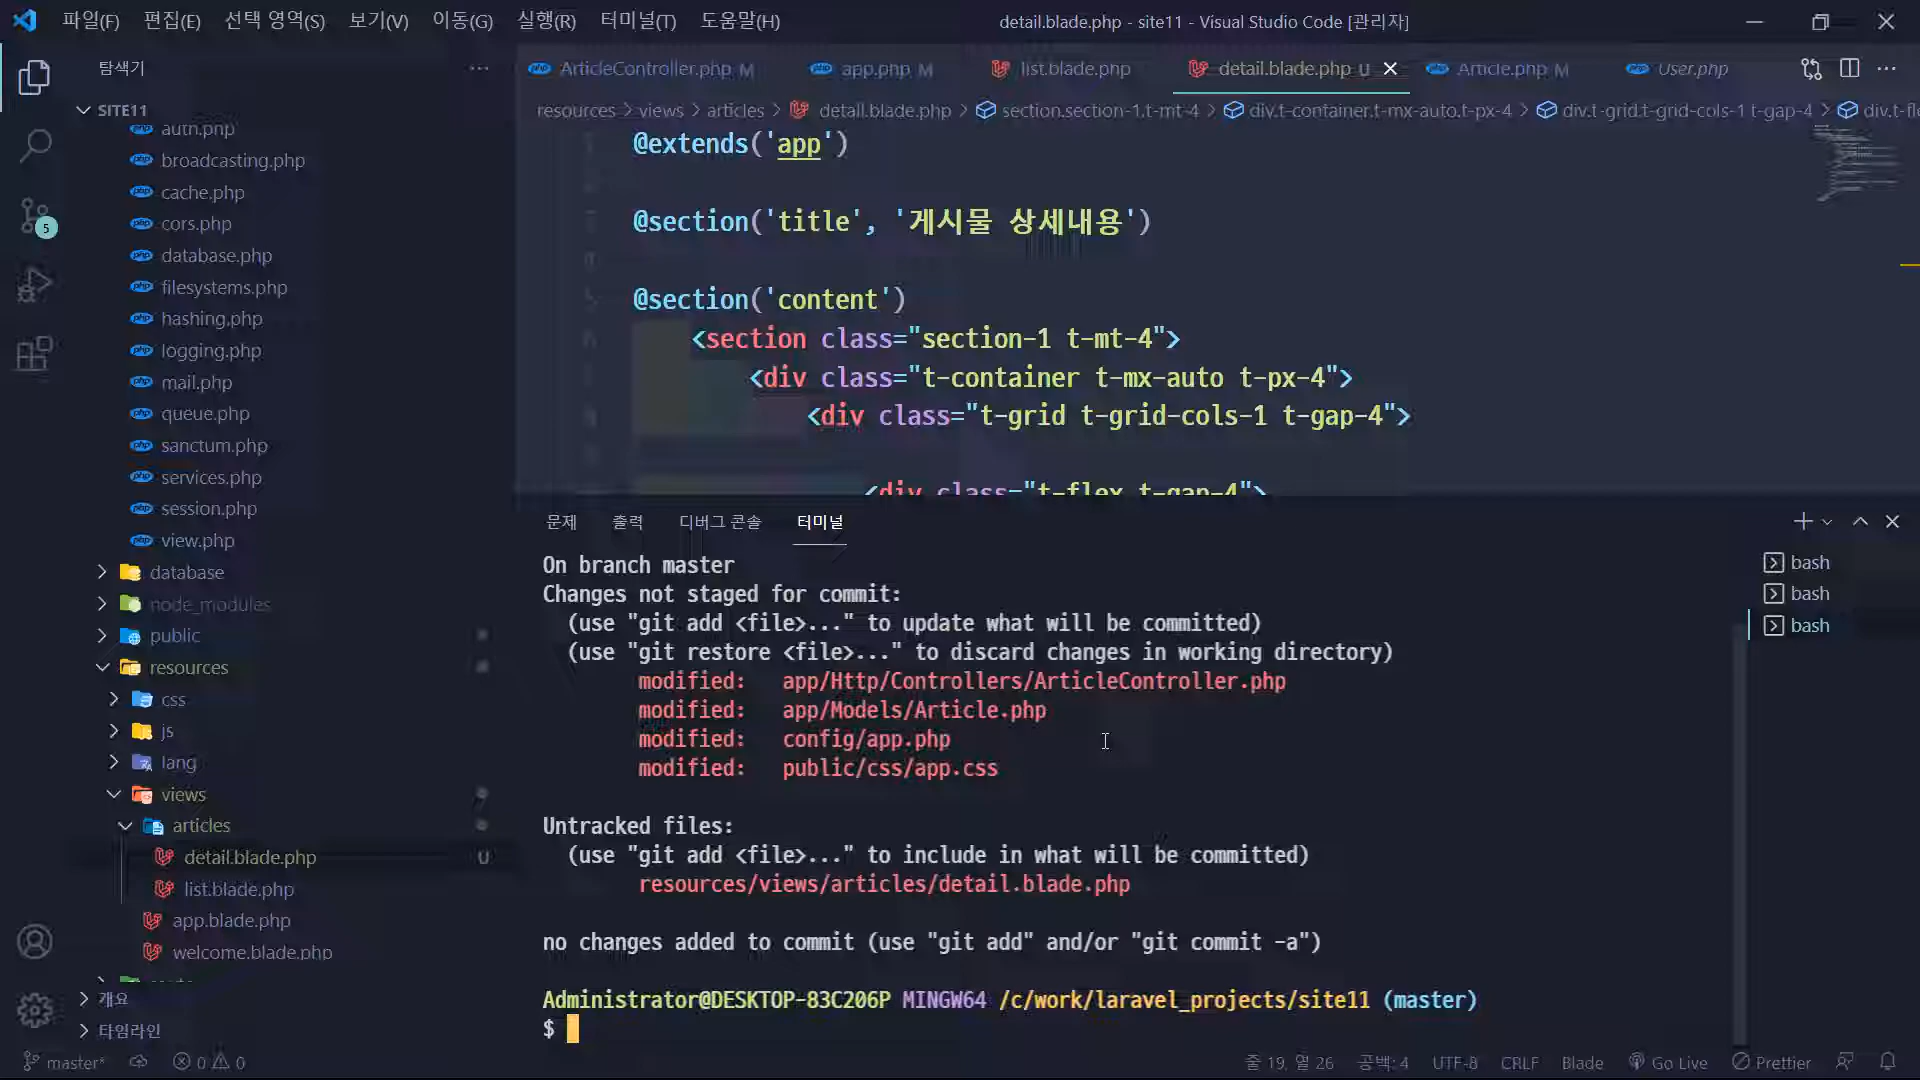 파일(F) 편집(E) 선택 영역(S) 보기(V) 이동(G) 실행(R) 터미널(T) 도움말(H) detail.blade.php - site11 - Visual Studio Code [관리자]
탐색기 ···
SITE11
auth.php
broadcasting.php
cache.php
cors.php
database.php
filesystems.php
hashing.php
logging.php
mail.php
queue.php
sanctum.php
services.php
session.php
view.php
database
node_modules
public
resources
css
js
lang
views
articles
detail.blade.php U
list.blade.php
app.blade.php
welcome.blade.php
개요
타임라인
5
ArticleController.php M app.php M list.blade.php detail.blade.php U Article.php M User.php
resources > views > articles > detail.blade.php > section.section-1.t-mt-4 > div.t-container.t-mx-auto.t-px-4 > div.t-grid.t-grid-cols-1 t-gap-4 >
@extends('app')
@section('title', '게시물 상세내용')
@section('content')
<section class="section-1 t-mt-4">
<div class="t-container t-mx-auto t-px-4">
<div class="t-grid t-grid-cols-1 t-gap-4">
<div class="t-flex t-gap-4">
문제 출력 디버그 콘솔 터미널
On branch master
Changes not staged for commit:
(use "git add <file>..." to update what will be committed)
(use "git restore <file>..." to discard changes in working directory)
modified: app/Http/Controllers/ArticleController.php
modified: app/Models/Article.php
modified: config/app.php
modified: public/css/app.css
Untracked files:
(use "git add <file>..." to include in what will be committed)
resources/views/articles/detail.blade.php
no changes added to commit (use "git add" and/or "git commit -a")
Administrator@DESKTOP-83C206P MINGW64 /c/work/laravel_projects/site11 (master)
$
bash
bash
bash
master* 0 0 줄 19, 열 26 공백: 4 UTF-8 CRLF Blade Go Live Prettier